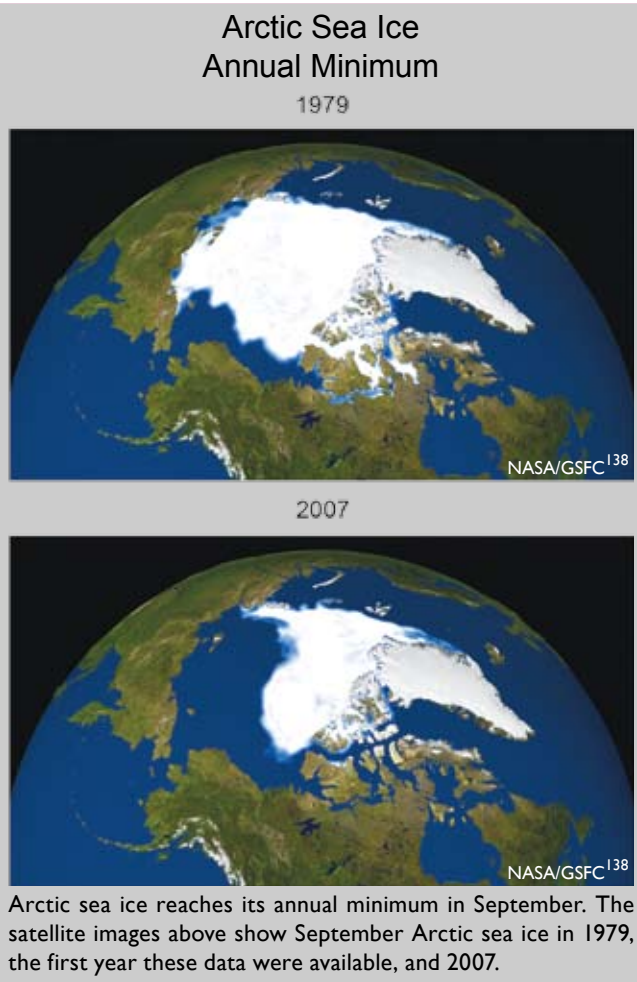 Arctic Sea Ice
Annual Minimum
1979
NASA/GSFC138
2007
NASA/GSFC138
Arctic sea ice reaches its annual minimum in September. The
satellite images above show September Arctic sea ice in 1979,
the first year these data were available, and 2007.